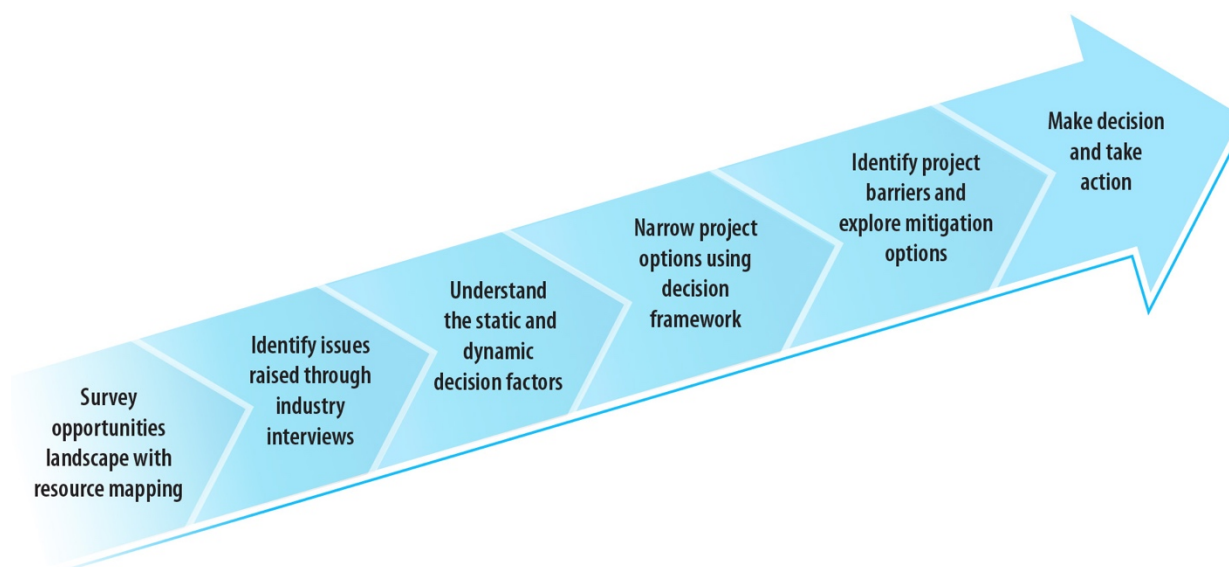 Survey
opportunities
landscape with
resource mapping
Identify issues
raised through
industry
interviews
Understand
the static and
dynamic
decision factors
Narrow project
options using
decision
framework
Identify project
barriers and
explore mitigation
options
Make decision
and take
action